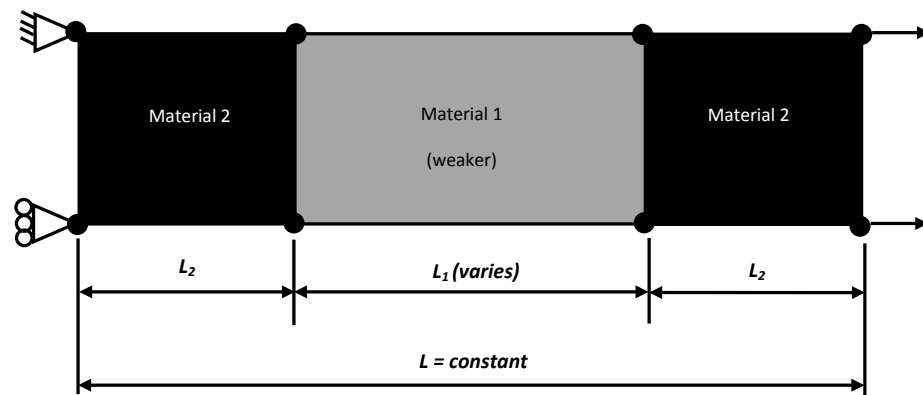 Material 2
Material 1
(weaker)
Material 2
L₂
L₁ (varies)
L₂
L = constant